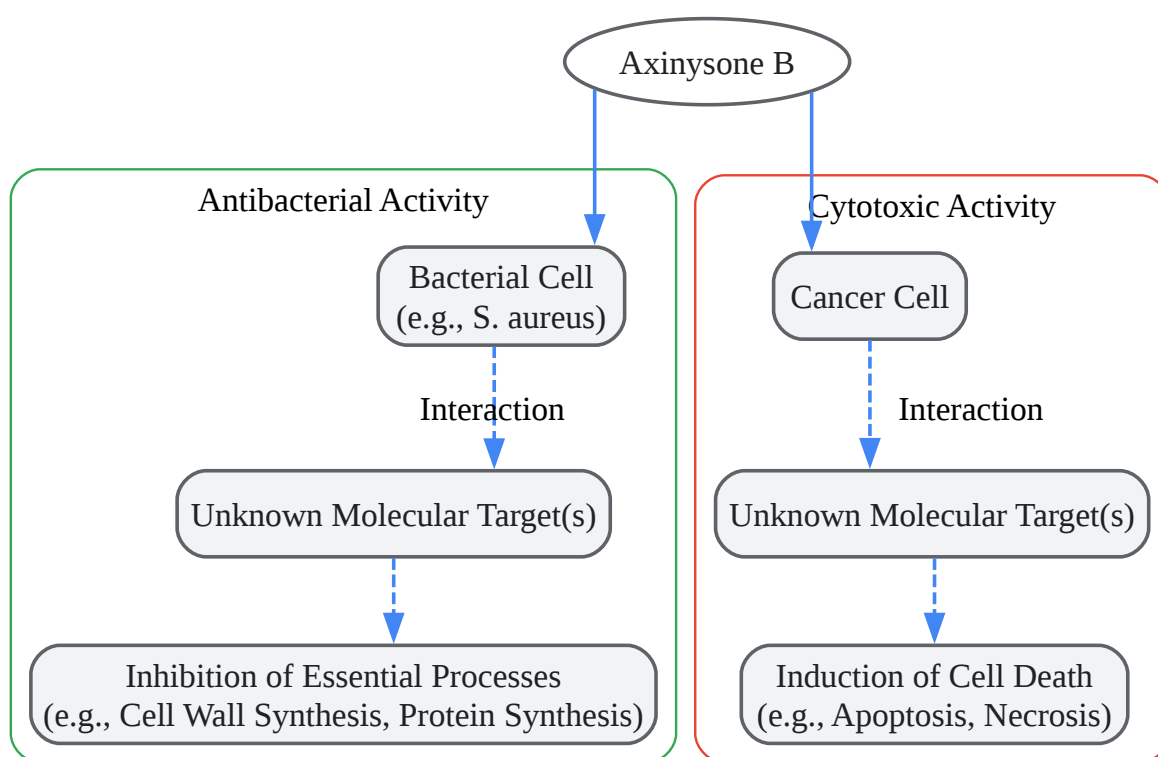 Axinysone B
Antibacterial Activity
Cytotoxic Activity
Bacterial Cell
(e.g., S. aureus)
Cancer Cell
Interaction
Interaction
Unknown Molecular Target(s)
Unknown Molecular Target(s)
Inhibition of Essential Processes
(e.g., Cell Wall Synthesis, Protein Synthesis)
Induction of Cell Death
(e.g., Apoptosis, Necrosis)